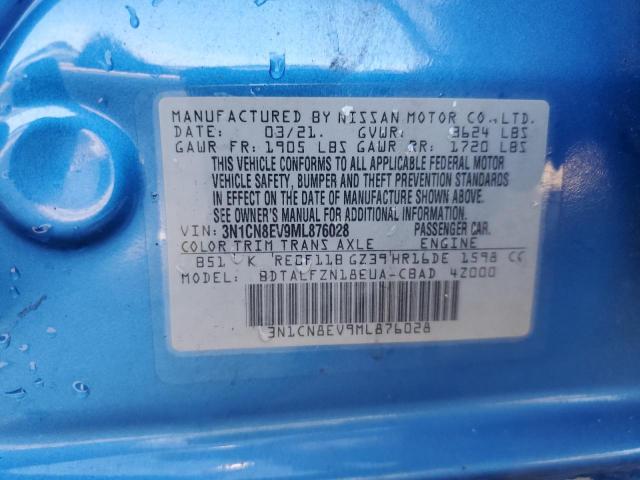 MANUFACTURED BY NISSAN MOTOR CO.,LTD.
DATE: 03/21. GVWR: 3624 LBS
GAWR FR: 1905 LBS GAWR RR: 1720 LBS
THIS VEHICLE CONFORMS TO ALL APPLICABLE FEDERAL MOTOR
VEHICLE SAFETY, BUMPER AND THEFT PREVENTION STANDARDS
IN EFFECT ON THE DATE OF MANUFACTURE SHOWN ABOVE.
SEE OWNER'S MANUAL FOR ADDITIONAL INFORMATION.
VIN: 3N1CN8EV9ML876028 PASSENGER CAR.
COLOR TRIM TRANS AXLE ENGINE
B51 K RE0F11B GZ39 HR16DE 1598 CC
MODEL: BDTALFZN18EUA-CBAD 4Z000
3N1CN8EV9ML876028